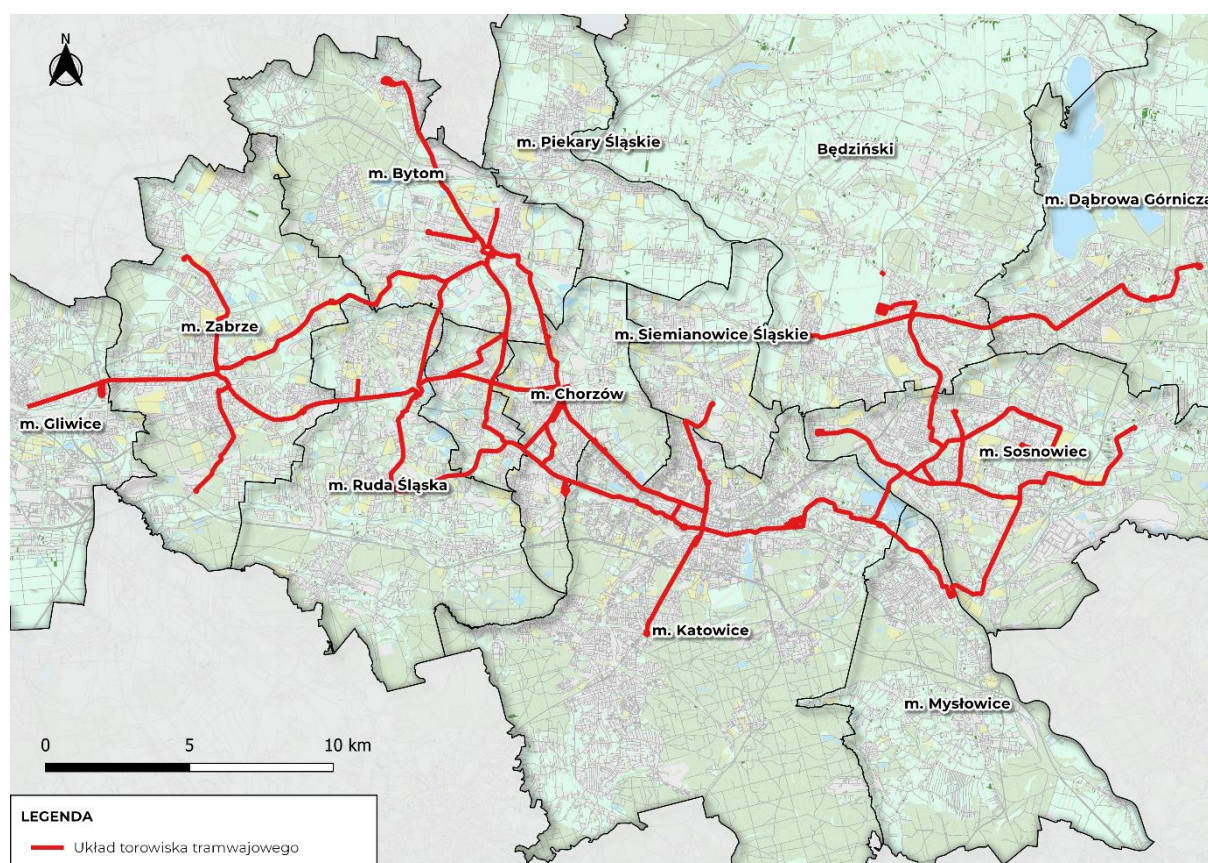 N
m. Piekary Śląskie
Będziński
m. Bytom
m. Dąbrowa Górnicza
m. Zabrze
m. Siemianowice Śląskie
m. Chorzów
m. Gliwice
m. Sosnowiec
m. Ruda Śląska
m. Katowice
m. Mysłowice
0 5 10 km
LEGENDA
Układ torowiska tramwajowego